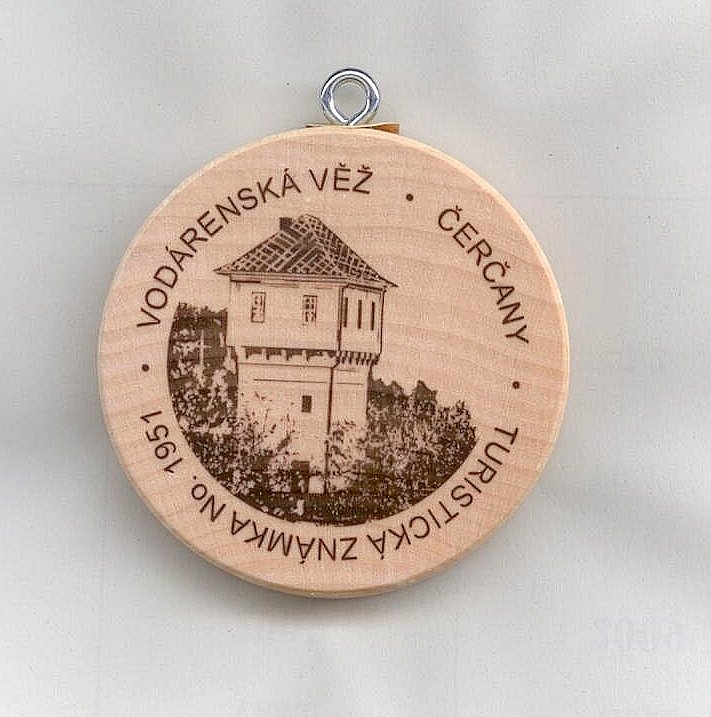 VODÁRENSKÁ VĚŽ • ČERČANY • TURISTICKÁ ZNÁMKA No. 1951 •